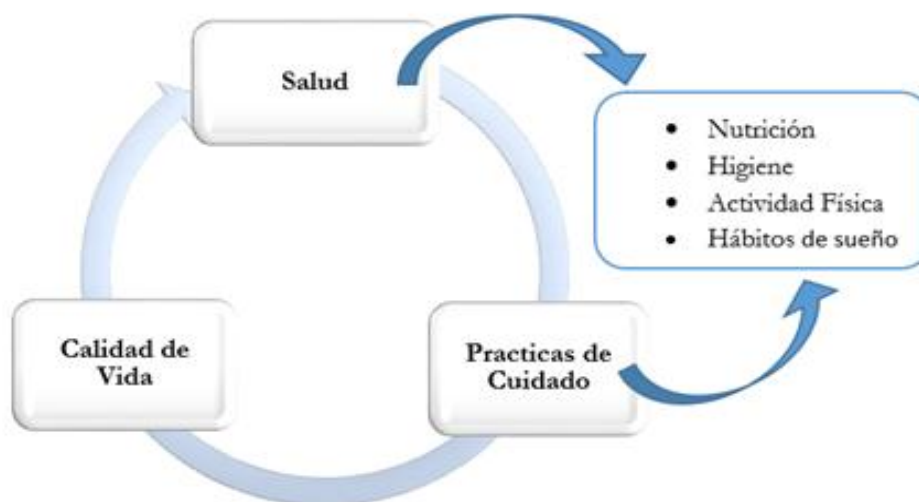 Salud
• Nutrición
• Higiene
• Actividad Física
• Hábitos de sueño
Calidad de
Vida
Practicas de
Cuidado